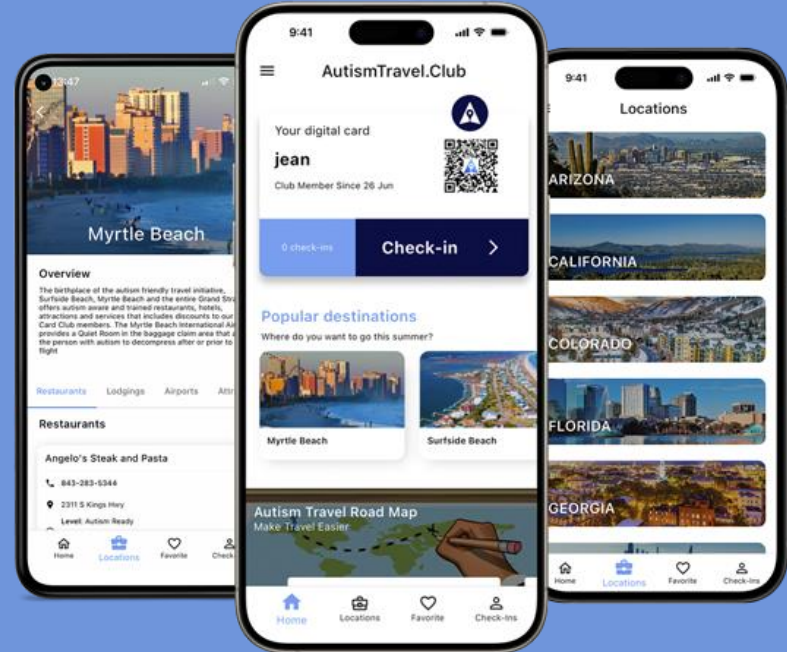 13:47
Myrtle Beach
Overview
The birthplace of the autism friendly travel initiative,
Surfside Beach, Myrtle Beach and the entire Grand
offers autism aware and trained restaurants, hotels,
attractions and services that includes discounts to our
Card Club members. The Myrtle Beach International
provides a Quiet Room in the baggage claim area that
the person with autism to decompress after or prior to
flight
Restaurants Lodgings Airports
Restaurants
Angelo's Steak and Pasta
843-283-5344
2311 S Kings Hwy
Level: Autism Ready
Home Locations Favorite Check
9:41
AutismTravel.Club
Your digital card
jean
Club Member Since 26 Jun
0 check-ins
Check-in
Popular destinations
Where do you want to go this summer?
Myrtle Beach
Surfside Beach
Autism Travel Road Map
Make Travel Easier
Home Locations Favorite Check-Ins
9:41
Locations
ARIZONA
CALIFORNIA
COLORADO
FLORIDA
GEORGIA
Home Locations Favorite Check-Ins